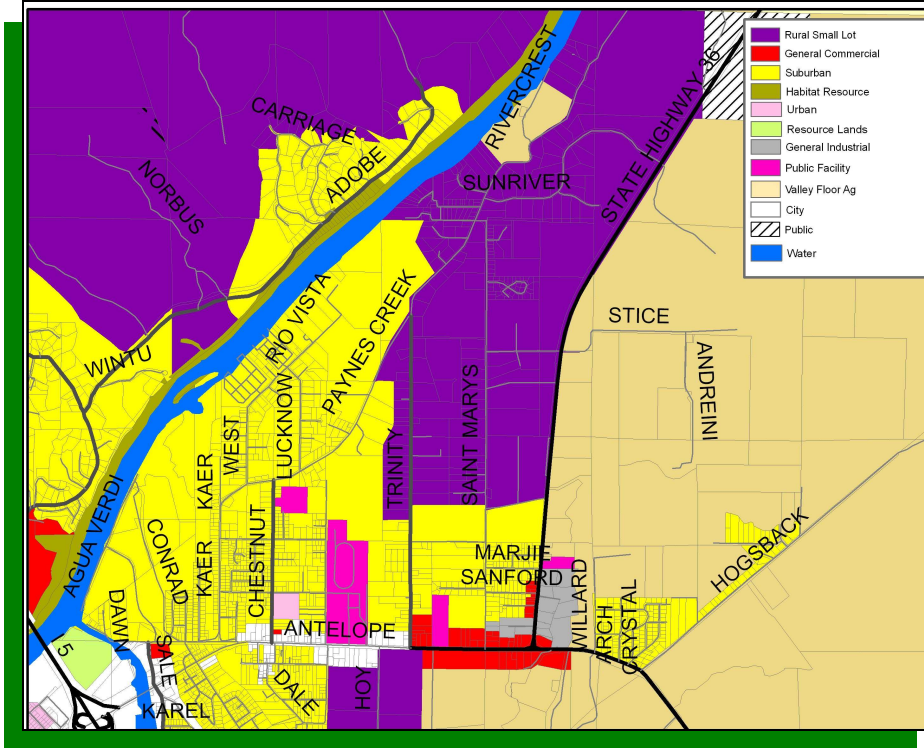 Rural Small Lot
General Commercial
Suburban
Habitat Resource
Urban
Resource Lands
General Industrial
Public Facility
Valley Floor Ag
City
Public
Water
CARRIAGE
RIVERCREST
STATE HIGHWAY 36
NORBUS
ADOBE
SUNRIVER
RIO VISTA
PAYNES CREEK
STICE
WINTU
ANDREINI
LUCKNOW
WEST
KAER
TRINITY
SAINT MARYS
AGUA VERDI
CONRAD
KAER
CHESTNUT
HOGSBACK
MARJIE
SANFORD
WILLARD
ARCH
CRYSTAL
DAWN
ANTELOPE
SALE
I 5
DALE
HOY
KAREL